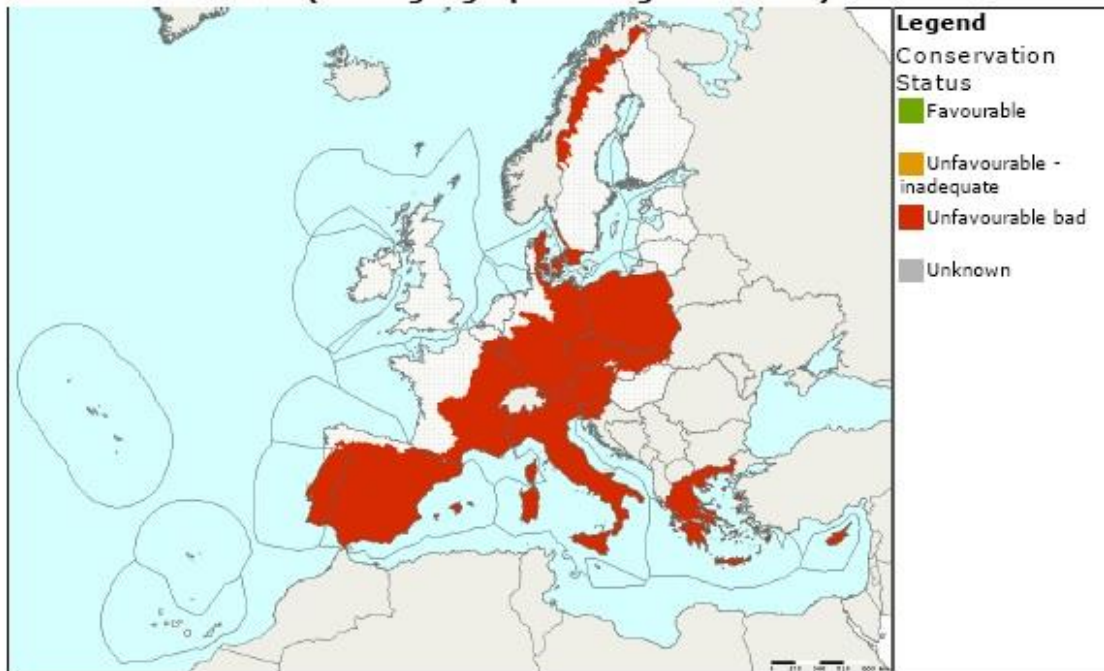 Legend
Conservation
Status
Favourable
Unfavourable -
inadequate
Unfavourable bad
Unknown